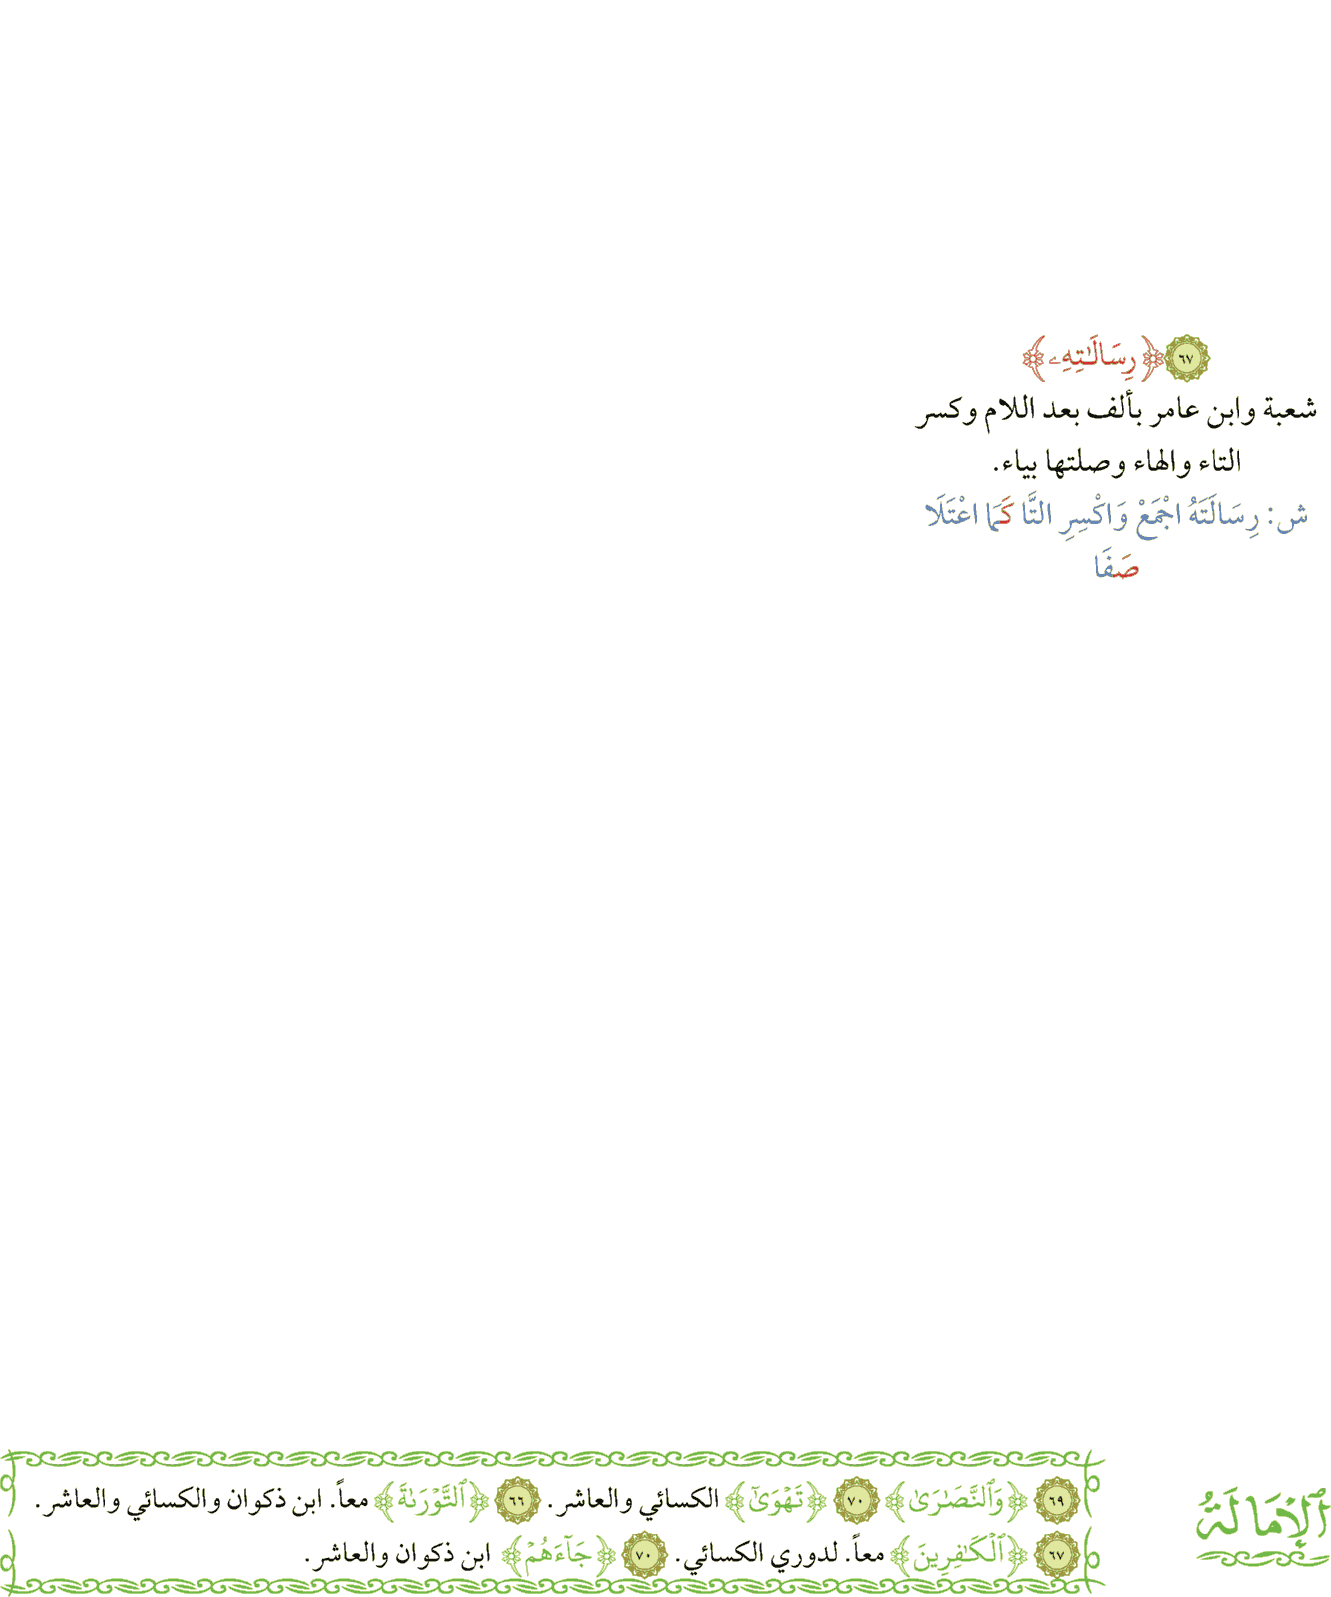 ٦٧ ﴿رِسَالَـٰتِهِۦ﴾
شعبة وابن عامر بألف بعد اللام وكسر
التاء والهاء وصلتها بياء.
ش: رِسَالَتَهُ اجْمَعْ وَاكْسِرِ التَّا كَمَا اعْتَلَا
صَفَا
ٱلْإِمَالَةُ
٦٩ ﴿وَٱلنَّصَـٰرَىٰ﴾ ٧٠ ﴿تَهْوَىٰٓ﴾ الكسائي والعاشر. ٦٦ ﴿ٱلتَّوْرَىٰةَ﴾ معاً. ابن ذكوان والكسائي والعاشر.
٦٧ ﴿ٱلْكَـٰفِرِينَ﴾ معاً. لدوري الكسائي. ٧٠ ﴿جَآءَهُمْ﴾ ابن ذكوان والعاشر.